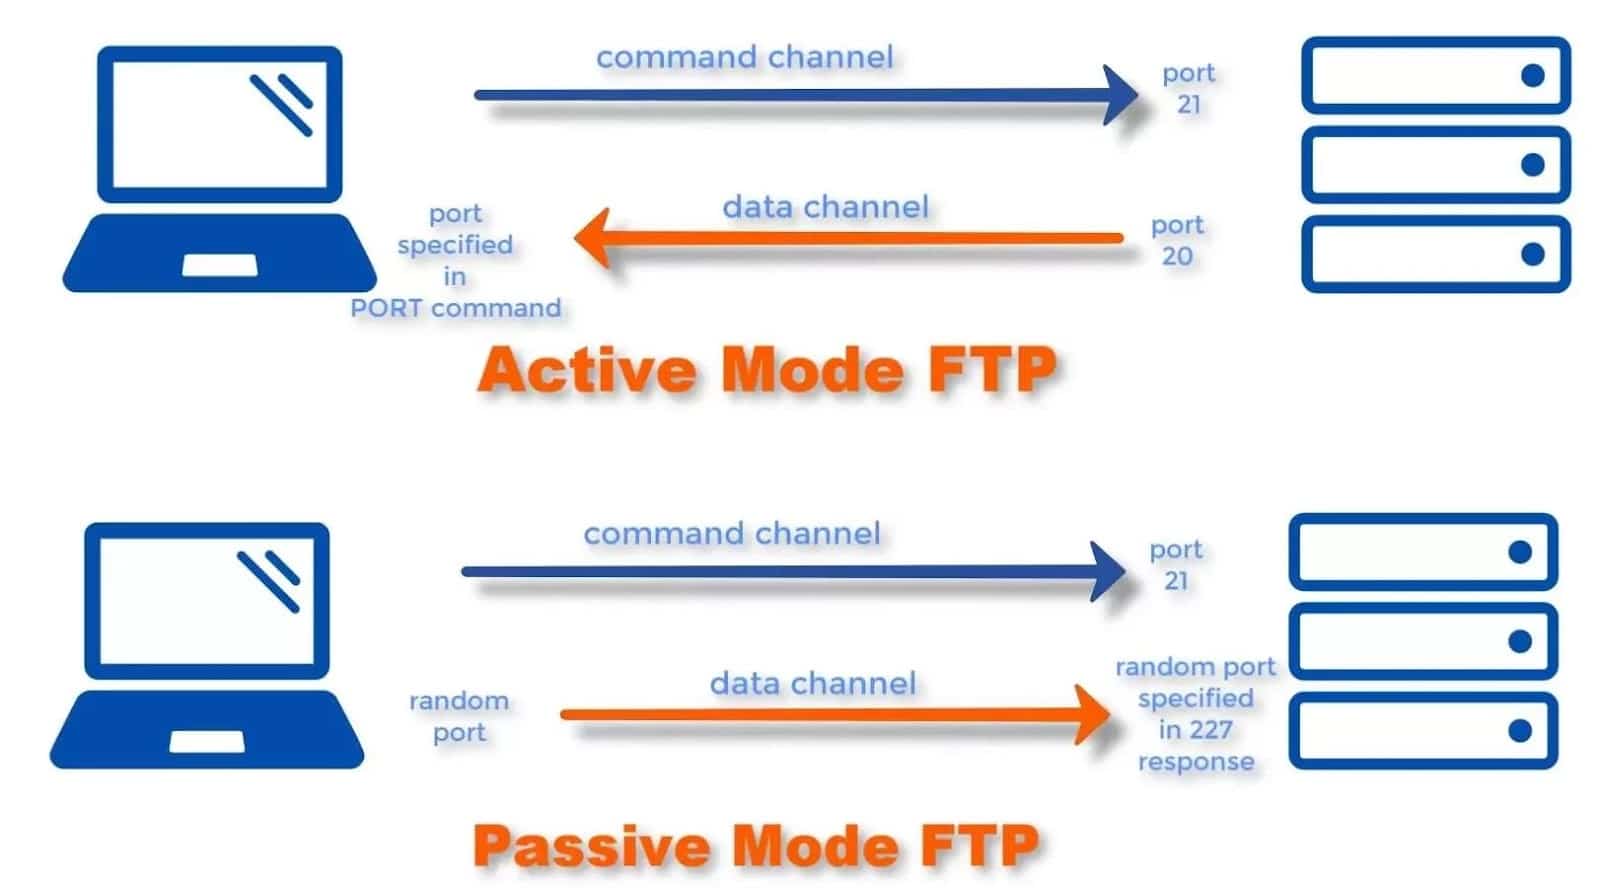 command channel
port
21
data channel
port
20
port
specified
in
PORT command
Active Mode FTP
command channel
port
21
data channel
random
port
random port
specified
in 227
response
Passive Mode FTP